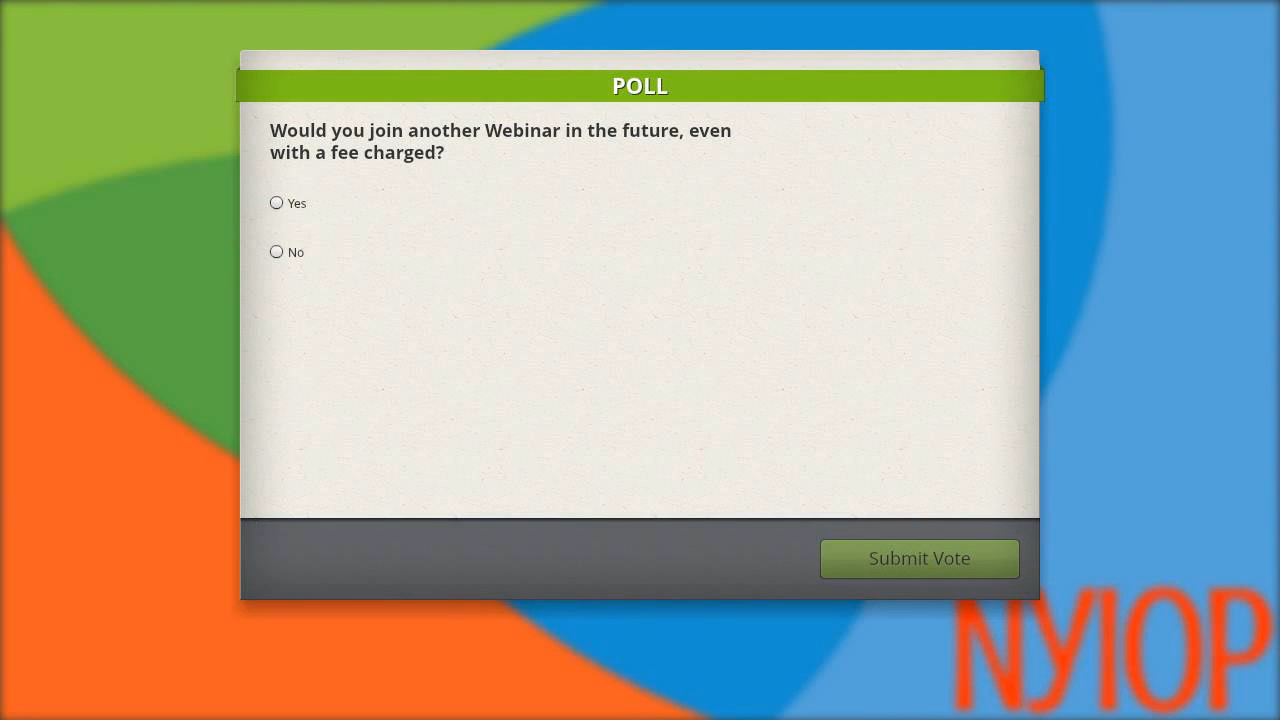 POLL
Would you join another Webinar in the future, even
with a fee charged?
Yes
No
Submit Vote
NYIOP